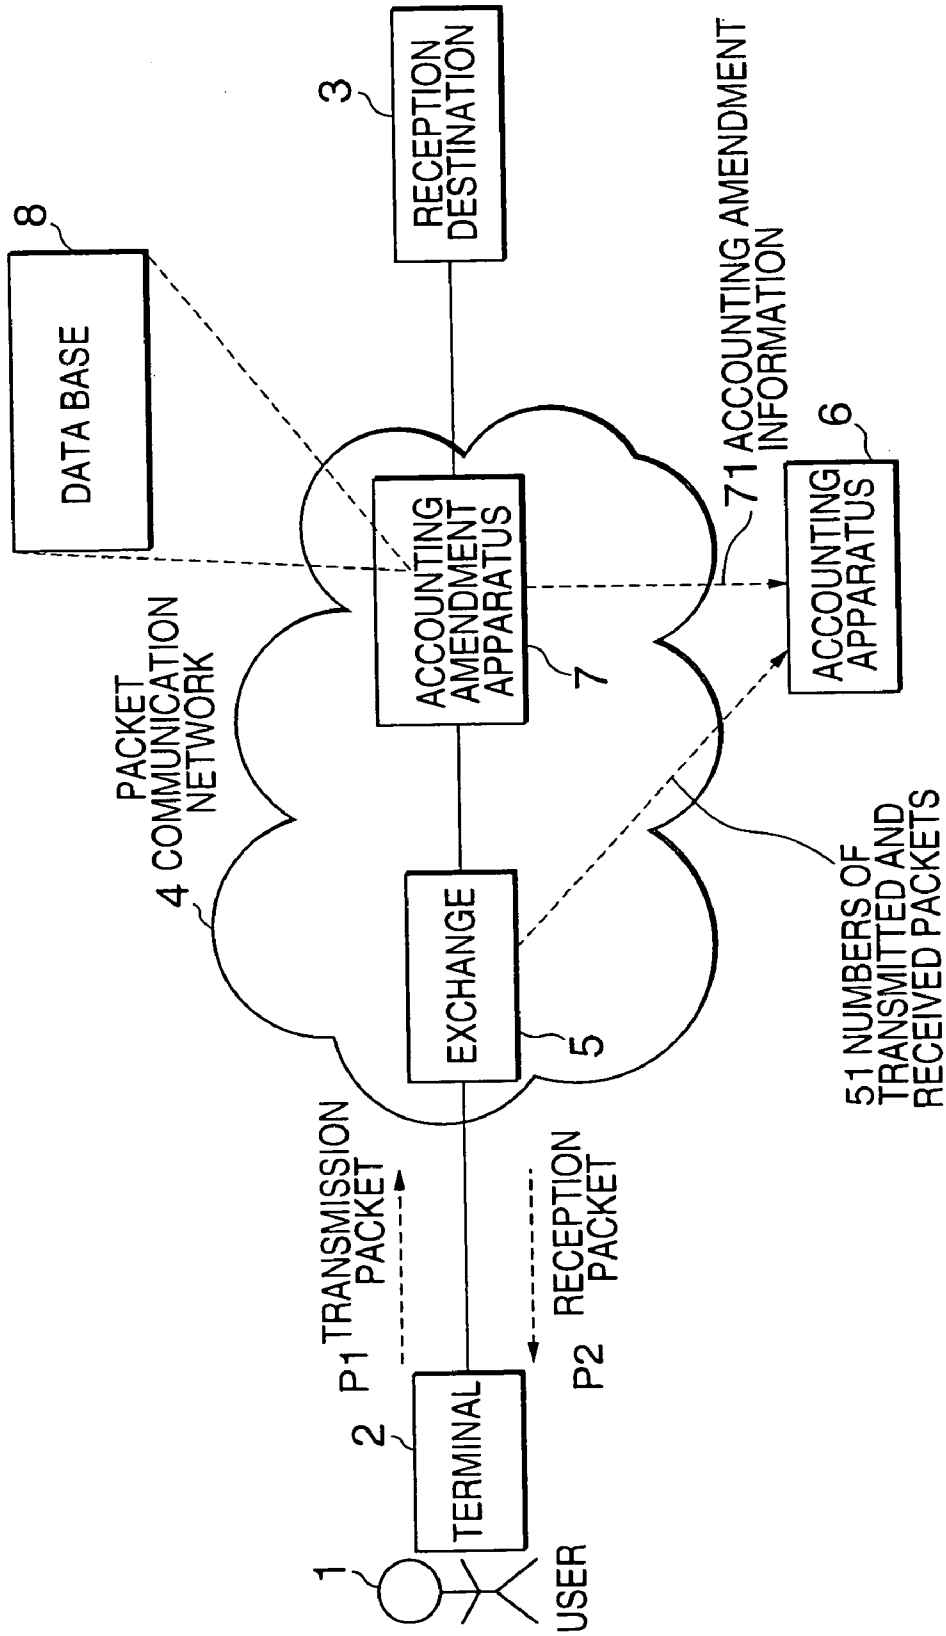 1
USER
2
TERMINAL
P1 TRANSMISSION
PACKET
P2 RECEPTION
PACKET
4 PACKET
COMMUNICATION
NETWORK
EXCHANGE
5
ACCOUNTING
AMENDMENT
APPARATUS
7
DATA BASE
8
3
RECEPTION
DESTINATION
71 ACCOUNTING AMENDMENT
INFORMATION
6
ACCOUNTING
APPARATUS
51 NUMBERS OF
TRANSMITTED AND
RECEIVED PACKETS